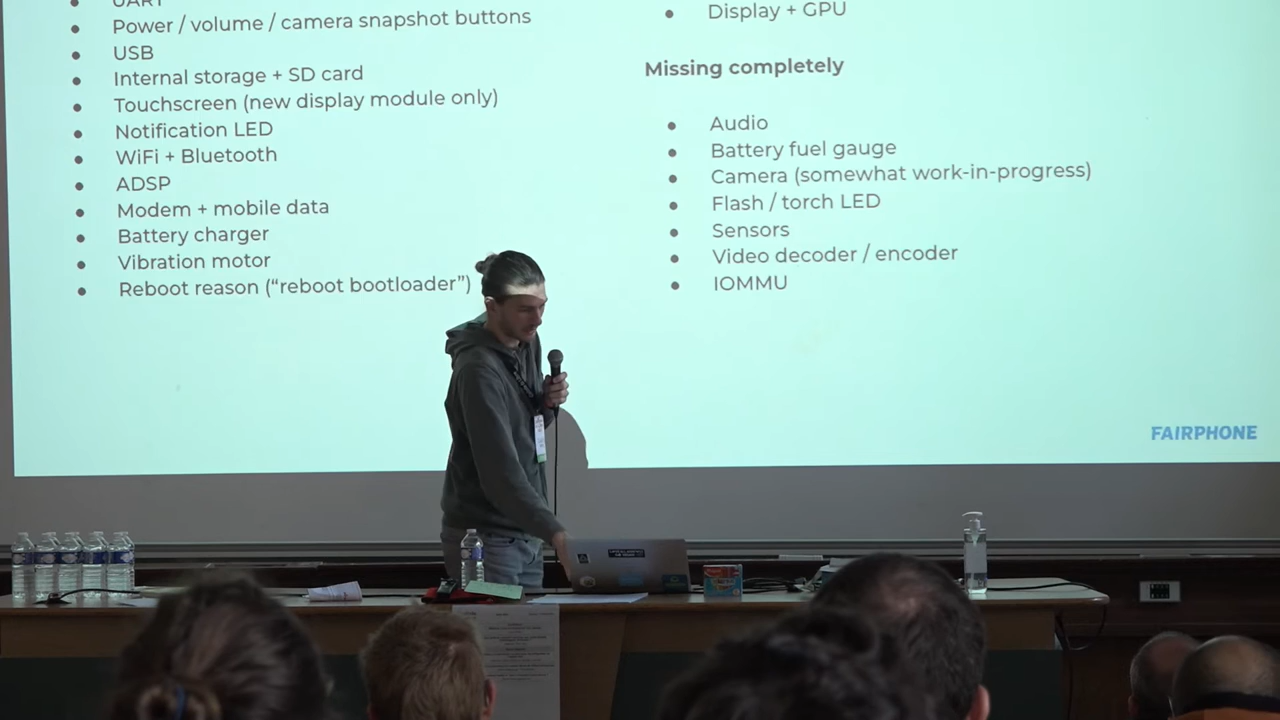 UART
Power / volume / camera snapshot buttons
USB
Internal storage + SD card
Touchscreen (new display module only)
Notification LED
WiFi + Bluetooth
ADSP
Modem + mobile data
Battery charger
Vibration motor
Reboot reason (“reboot bootloader”)
Display + GPU
Missing completely
Audio
Battery fuel gauge
Camera (somewhat work-in-progress)
Flash / torch LED
Sensors
Video decoder / encoder
IOMMU
FAIRPHONE